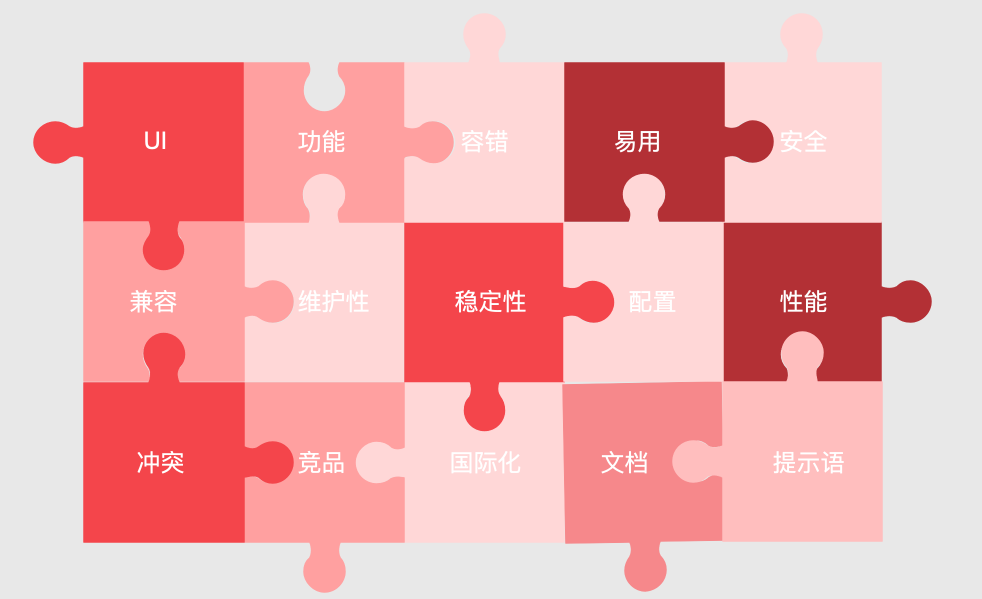 UI
功能
容错
易用
安全
兼容
维护性
稳定性
配置
性能
冲突
竞品
国际化
文档
提示语